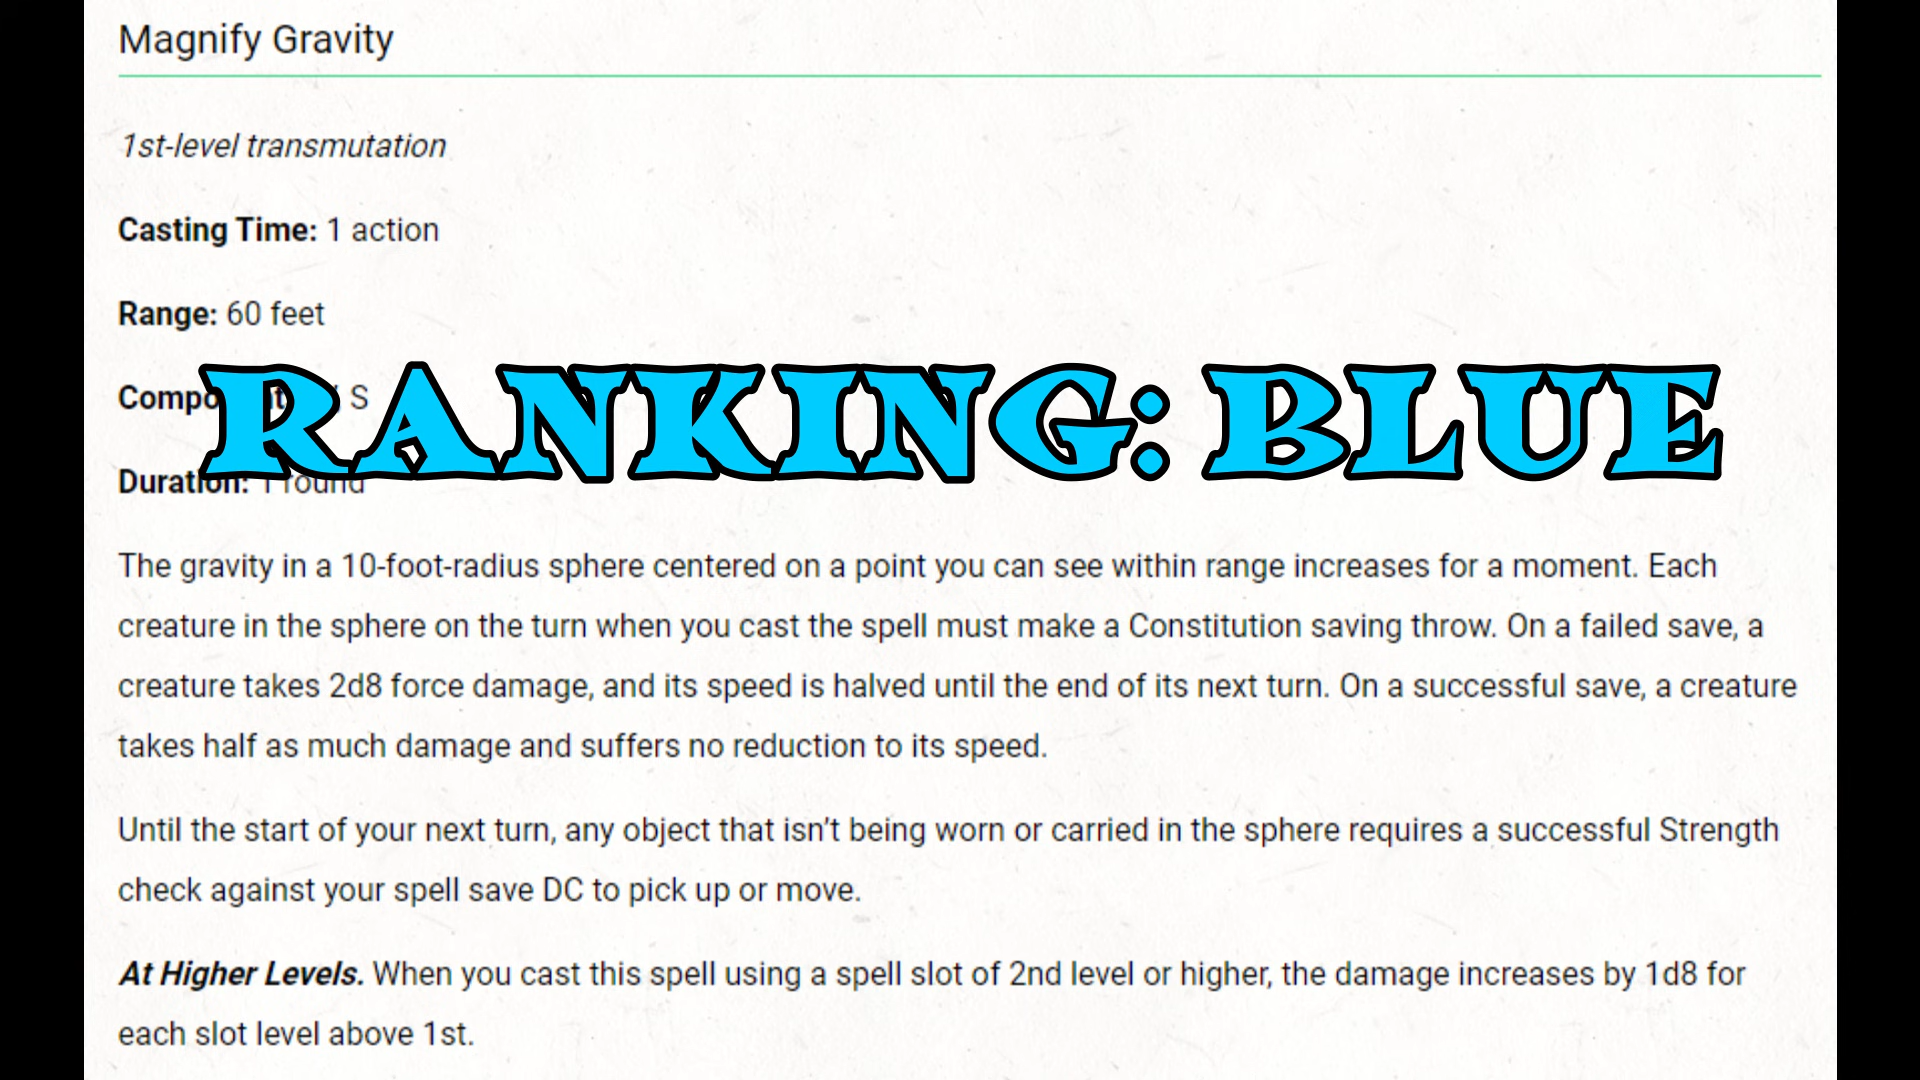 Magnify Gravity
1st-level transmutation
Casting Time: 1 action
Range: 60 feet
S
RANKING: BLUE
Duration: 1 round
The gravity in a 10-foot-radius sphere centered on a point you can see within range increases for a moment. Each
creature in the sphere on the turn when you cast the spell must make a Constitution saving throw. On a failed save, a
creature takes 2d8 force damage, and its speed is halved until the end of its next turn. On a successful save, a creature
takes half as much damage and suffers no reduction to its speed.
Until the start of your next turn, any object that isn’t being worn or carried in the sphere requires a successful Strength
check against your spell save DC to pick up or move.
At Higher Levels. When you cast this spell using a spell slot of 2nd level or higher, the damage increases by 1d8 for
each slot level above 1st.